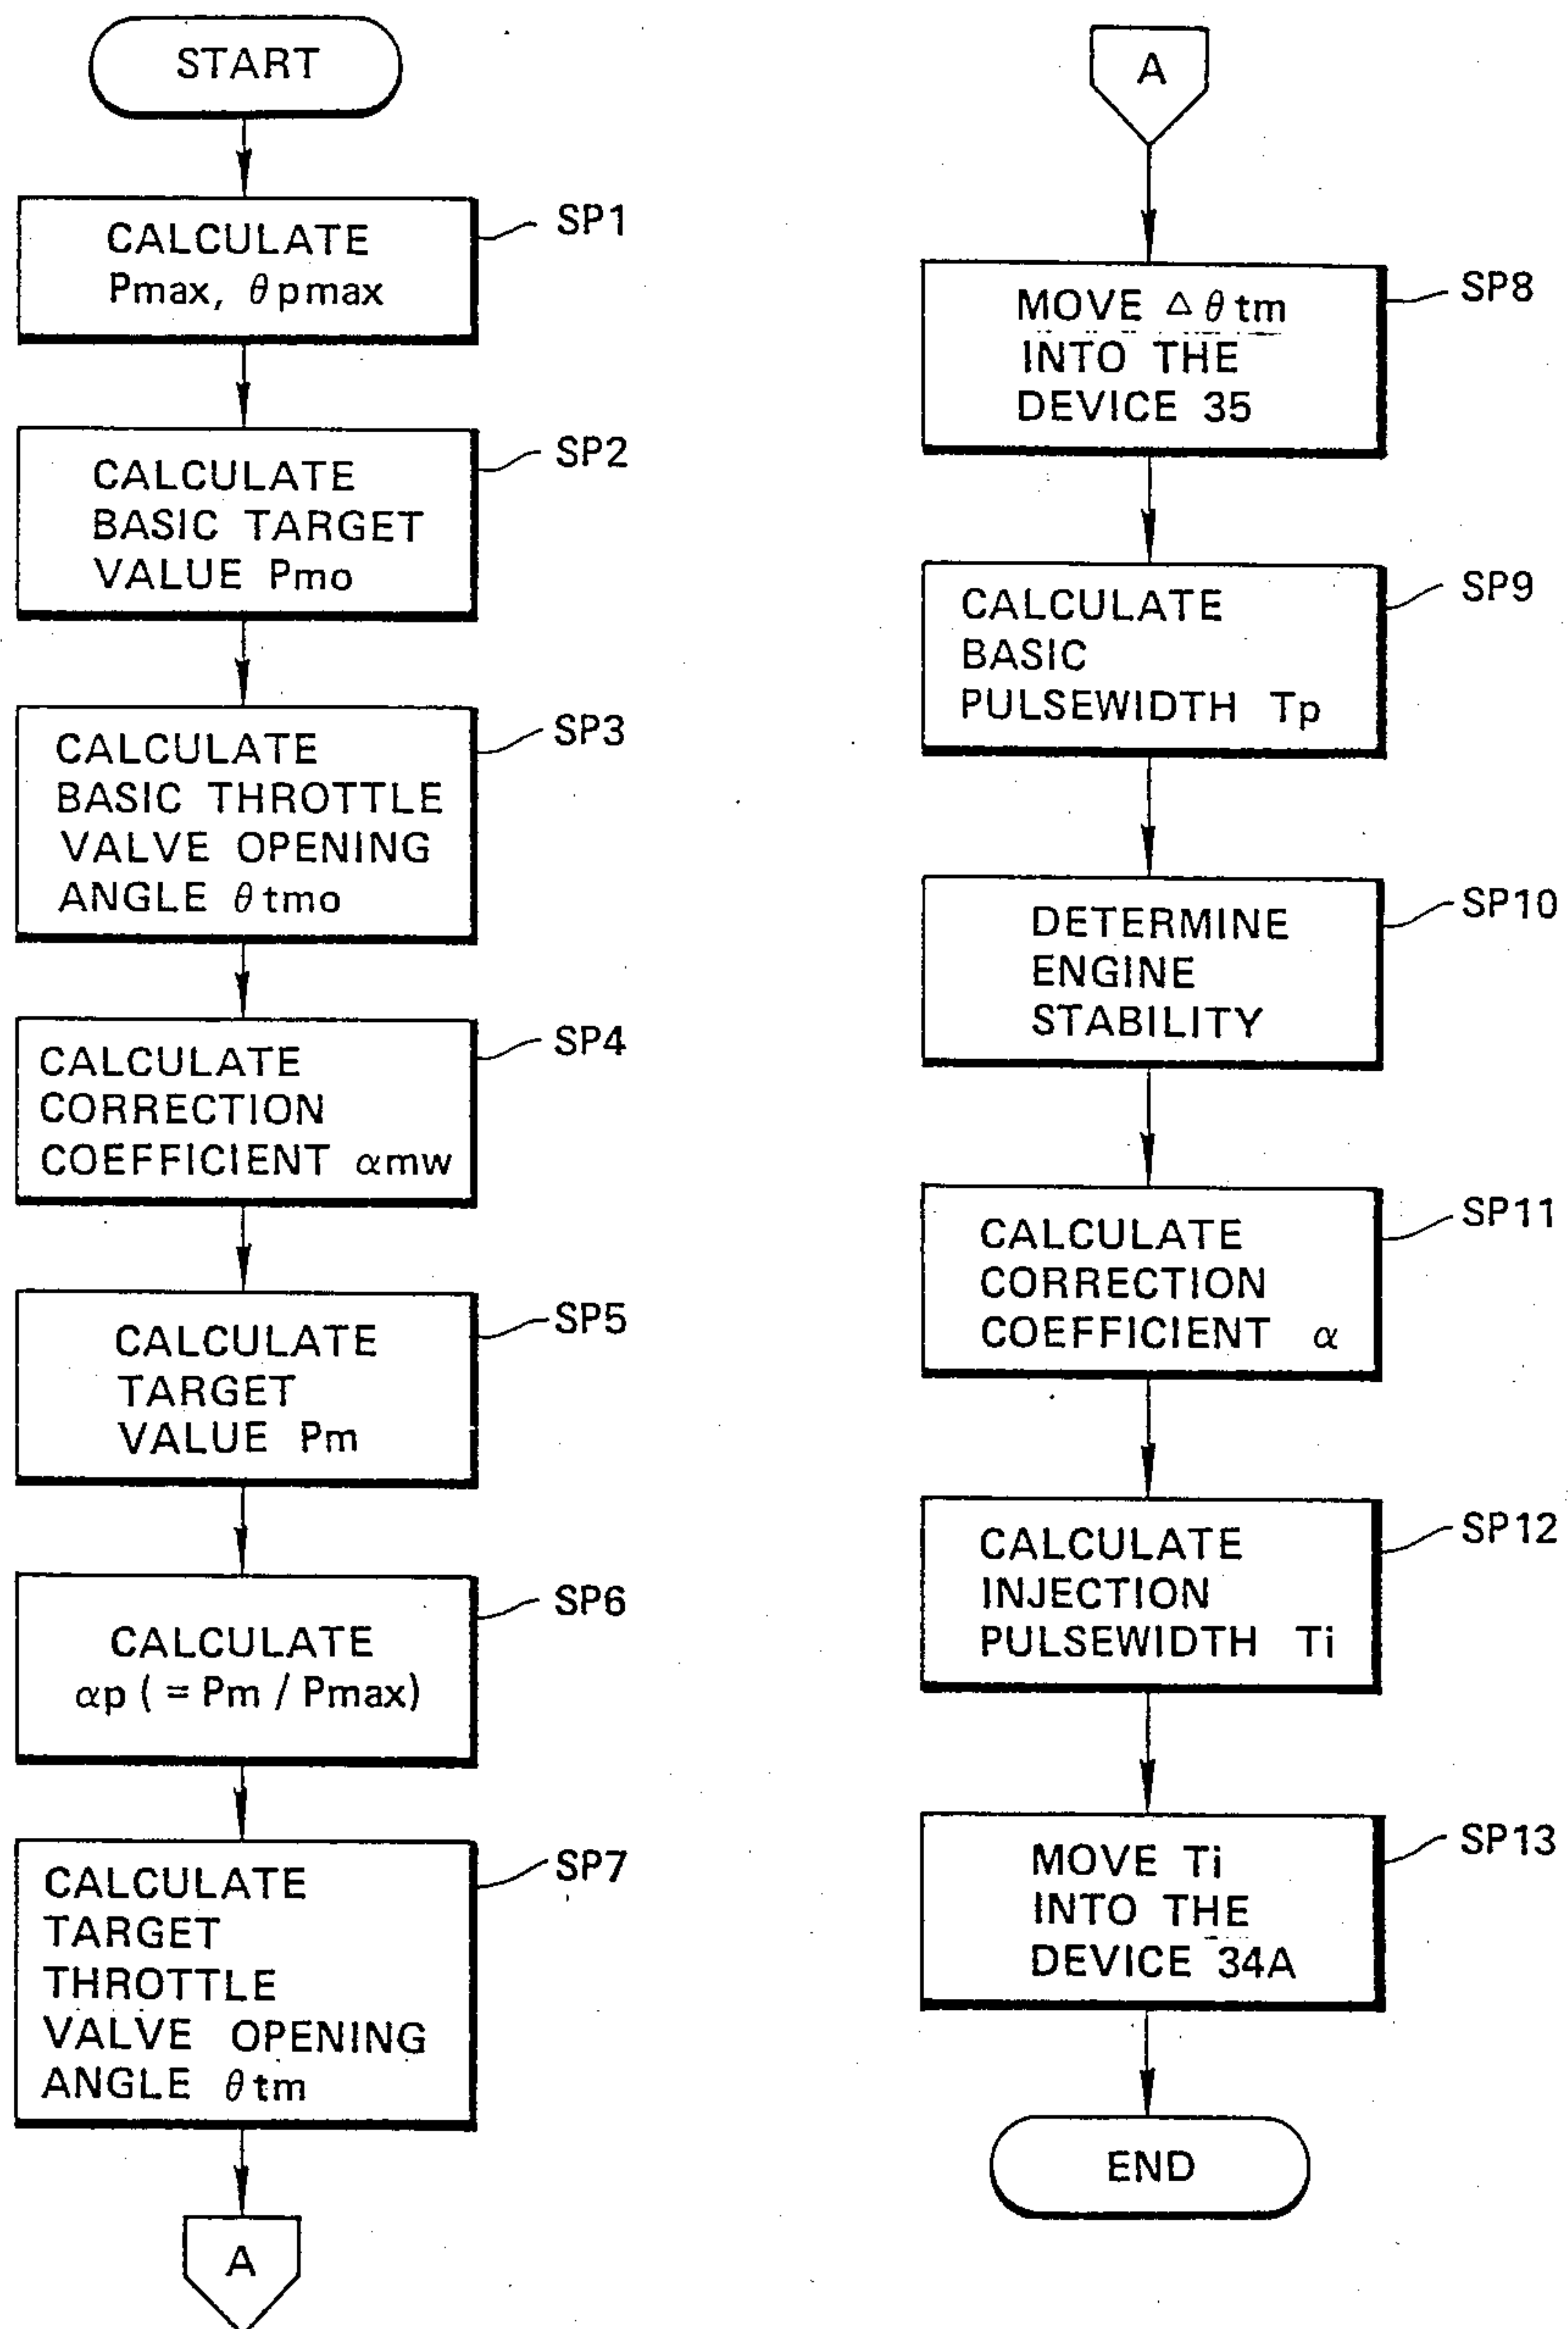 START
CALCULATE
Pmax, θpmax
SP1
CALCULATE
BASIC TARGET
VALUE Pmo
SP2
CALCULATE
BASIC THROTTLE
VALVE OPENING
ANGLE θtmo
SP3
CALCULATE
CORRECTION
COEFFICIENT αmw
SP4
CALCULATE
TARGET
VALUE Pm
SP5
CALCULATE
αp ( = Pm / Pmax)
SP6
CALCULATE
TARGET
THROTTLE
VALVE OPENING
ANGLE θtm
SP7
A
A
MOVE Δθtm
INTO THE
DEVICE 35
SP8
CALCULATE
BASIC
PULSEWIDTH Tp
SP9
DETERMINE
ENGINE
STABILITY
SP10
CALCULATE
CORRECTION
COEFFICIENT α
SP11
CALCULATE
INJECTION
PULSEWIDTH Ti
SP12
MOVE Ti
INTO THE
DEVICE 34A
SP13
END